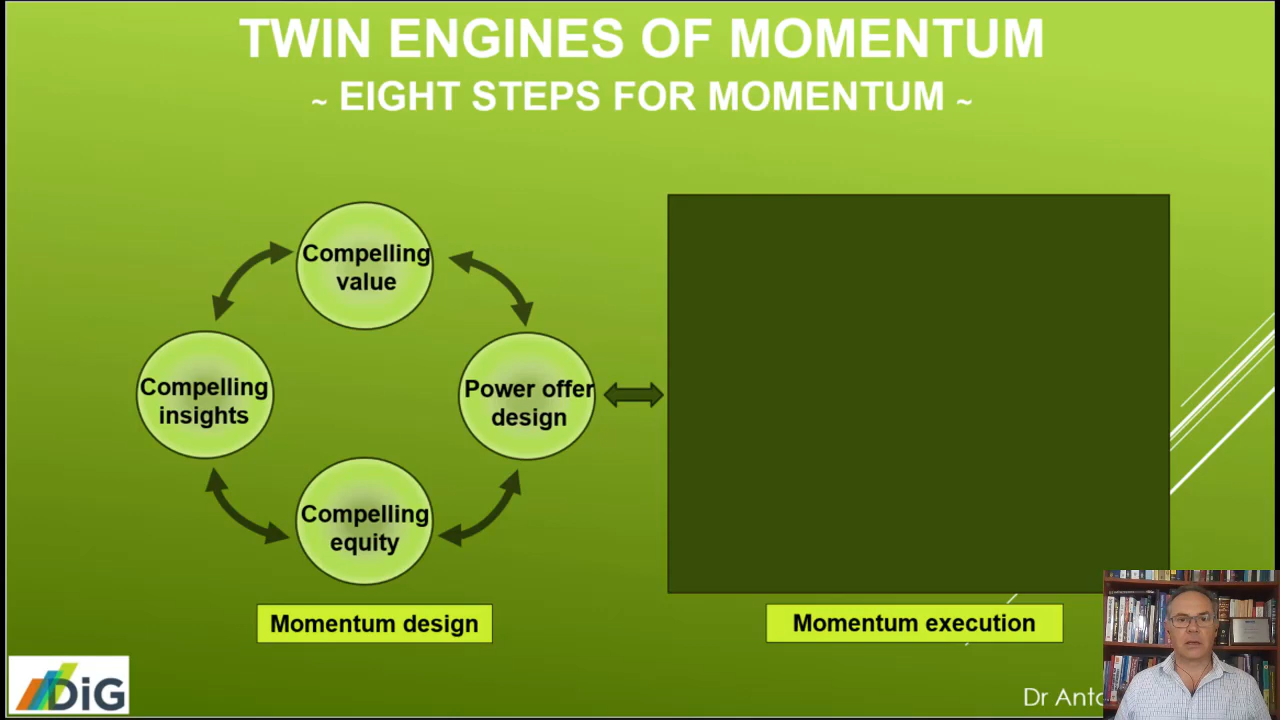 TWIN ENGINES OF MOMENTUM
~ EIGHT STEPS FOR MOMENTUM ~
Compelling
value
Compelling
insights
Power offer
design
Compelling
equity
Momentum design
Momentum execution
DiG
Dr